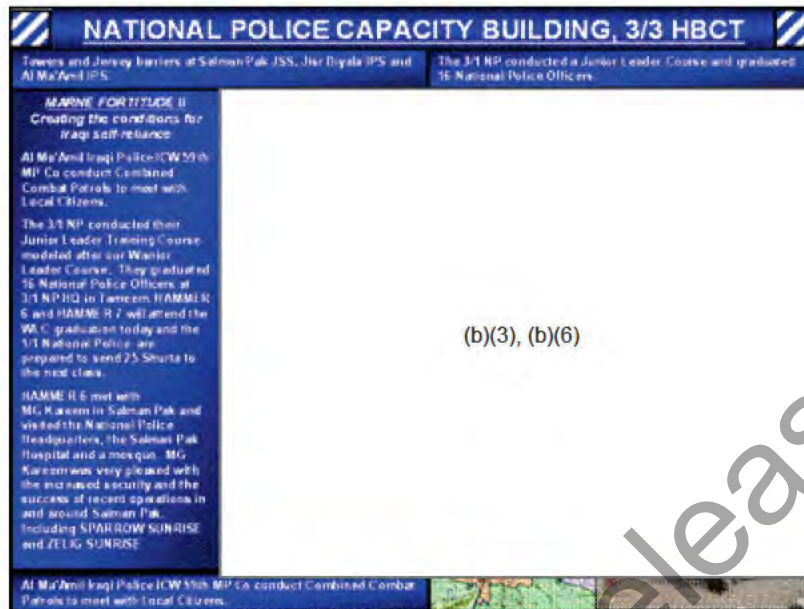 NATIONAL POLICE CAPACITY BUILDING, 3/3 HBCT
Towers and Jersey barriers at Salman Pak JSS, Jisr Diyala IPS and
Al Ma'Amil IPS.
The 3/1 NP conducted a Junior Leader Course and graduated
16 National Police Officers
MARNE FORTITUDE II
Creating the conditions for
Iraqi self-reliance
Al Ma'Amil Iraqi Police ICW 59th
MP Co conduct Combined
Combat Patrols to meet with
Local Citizens.
The 3/1 NP conducted their
Junior Leader Training Course
modeled after our Warrior
Leader Course. They graduated
16 National Police Officers at
3/1 NP HQ in Tameem. HAMMER
6 and HAMMER 7 will attend the
WLC graduation today and the
1/1 National Police are
prepared to send 25 Shurta to
the next class.
HAMMER 6 met with
MG Kareem in Salman Pak and
visited the National Police
Headquarters, the Salman Pak
Hospital and a mosque. MG
Kareem was very pleased with
the increased security and the
success of recent operations in
and around Salman Pak,
Including SPARROW SUNRISE
and ZELIG SUNRISE
(b)(3), (b)(6)
Al Ma'Amil Iraqi Police ICW 59th MP Co conduct Combined Combat
Patrols to meet with Local Citizens.